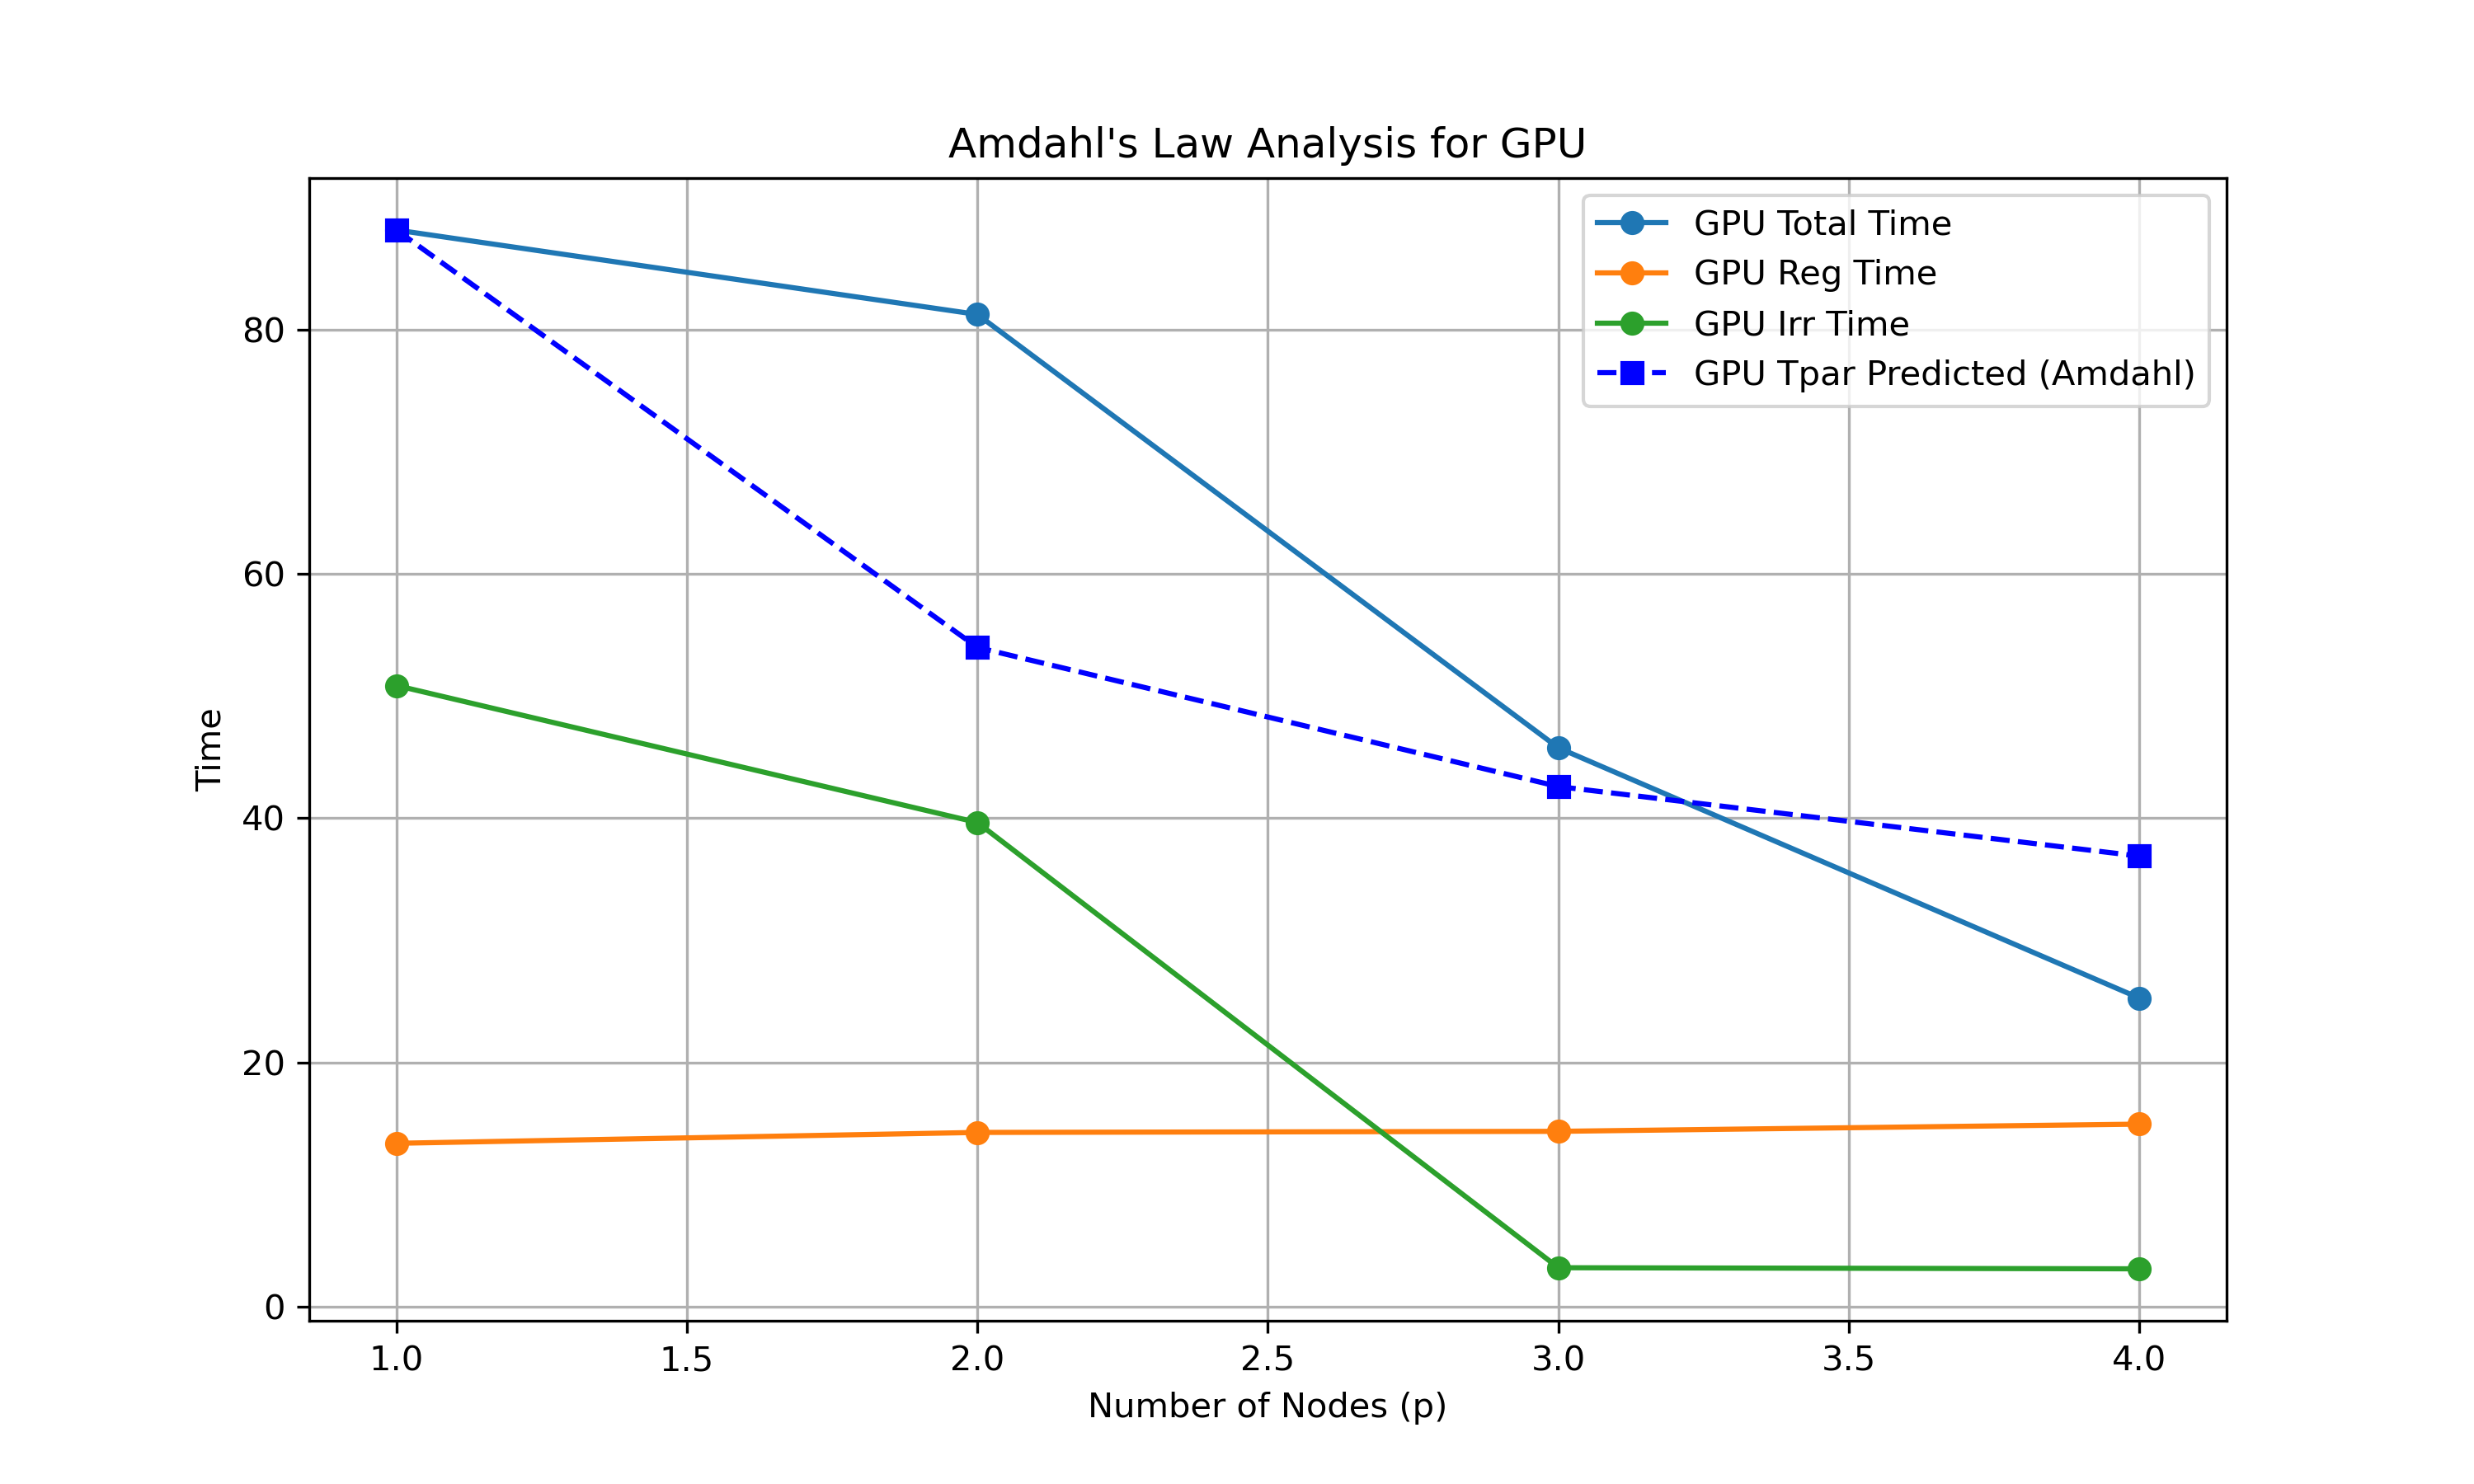 Amdahl's Law Analysis for GPU
GPU Total Time
GPU Reg Time
GPU Irr Time
GPU Tpar Predicted (Amdahl)
Time
80
60
40
20
0
1.0 1.5 2.0 2.5 3.0 3.5 4.0
Number of Nodes (p)